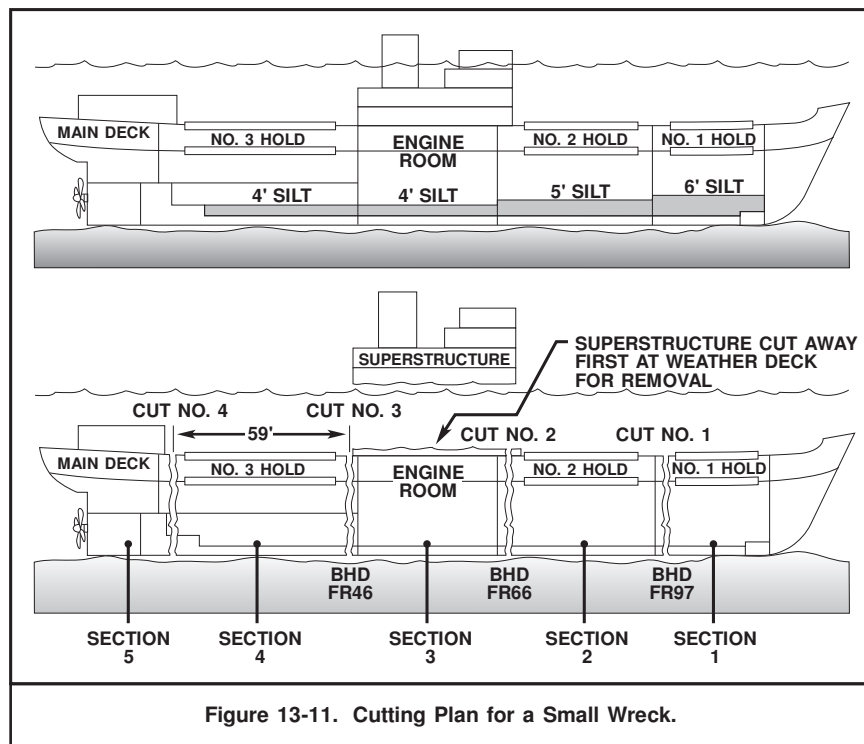 MAIN DECK
NO. 3 HOLD
ENGINE
ROOM
NO. 2 HOLD
NO. 1 HOLD
4' SILT
4' SILT
5' SILT
6' SILT
SUPERSTRUCTURE
SUPERSTRUCTURE CUT AWAY
FIRST AT WEATHER DECK
FOR REMOVAL
CUT NO. 4
CUT NO. 3
59'
CUT NO. 2
CUT NO. 1
MAIN DECK
NO. 3 HOLD
ENGINE
ROOM
NO. 2 HOLD
NO. 1 HOLD
BHD
FR46
BHD
FR66
BHD
FR97
SECTION
5
SECTION
4
SECTION
3
SECTION
2
SECTION
1
Figure 13-11. Cutting Plan for a Small Wreck.